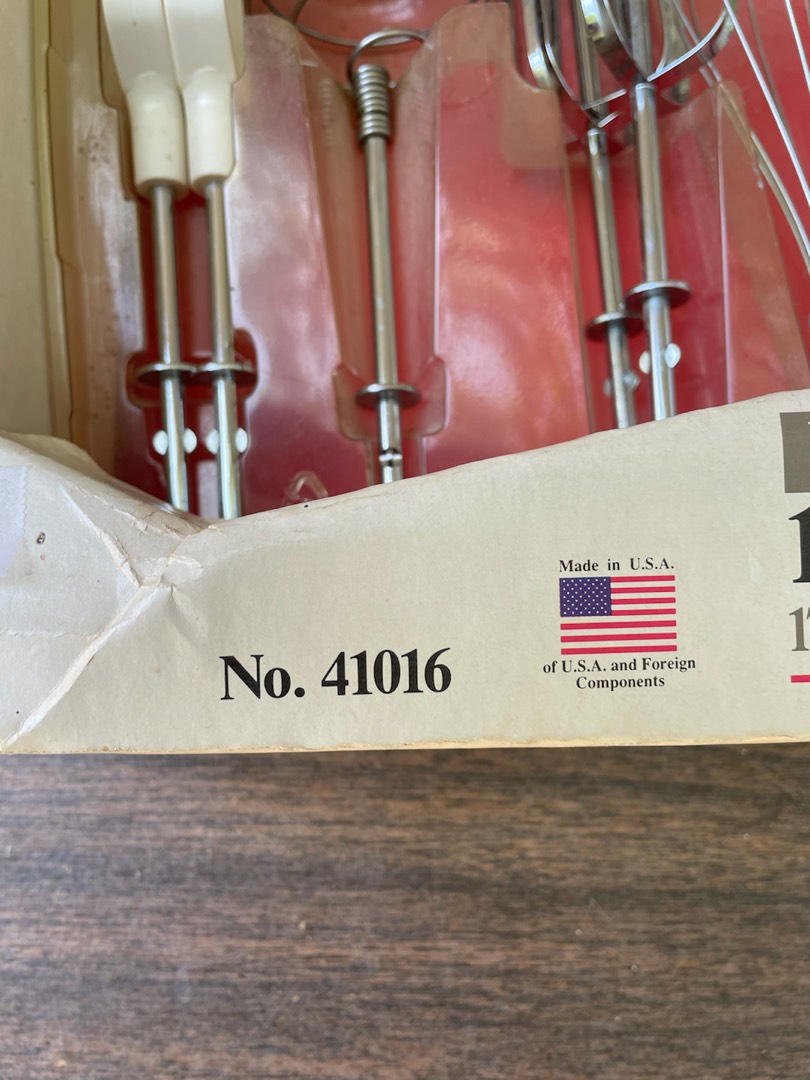 Made in U.S.A.
of U.S.A. and Foreign
Components
No. 41016